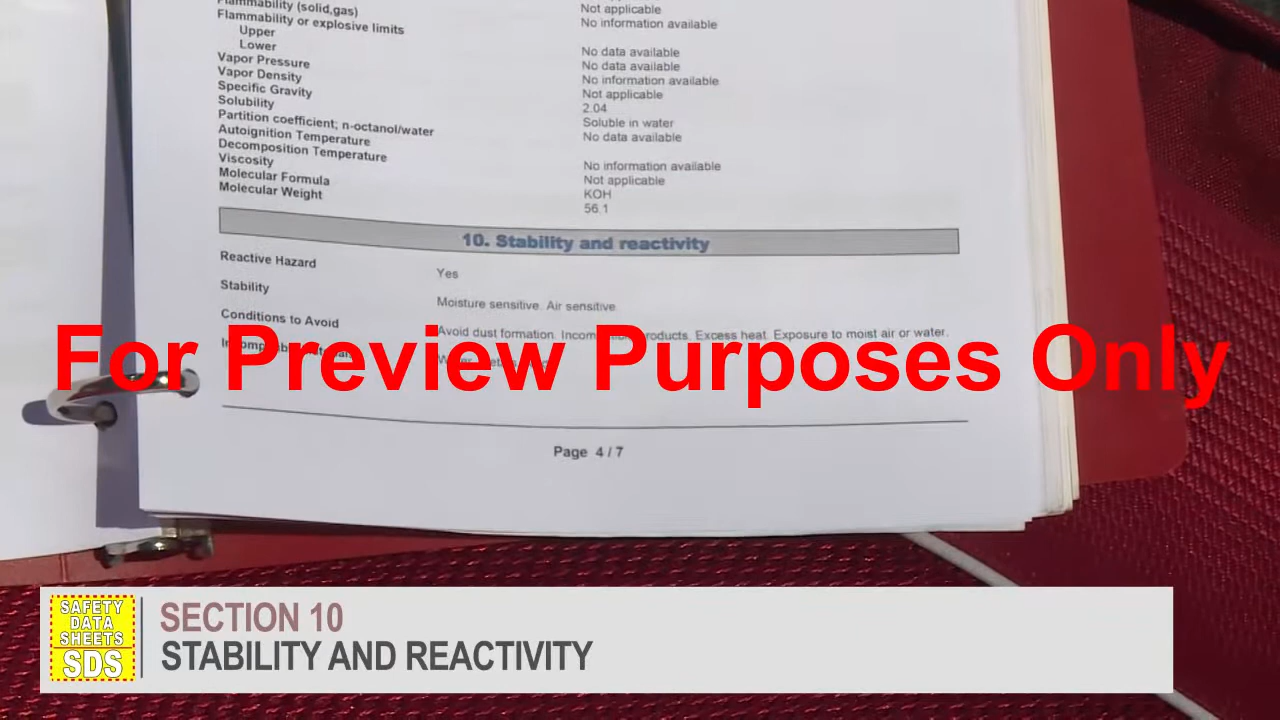 Flammability (solid,gas)
Not applicable
Flammability or explosive limits
No information available
Upper
No data available
Lower
No data available
Vapor Pressure
No information available
Vapor Density
Not applicable
Specific Gravity
2.04
Solubility
Soluble in water
Partition coefficient; n-octanol/water
No data available
Autoignition Temperature
Decomposition Temperature
No information available
Viscosity
Not applicable
Molecular Formula
KOH
Molecular Weight
56.1
10. Stability and reactivity
Reactive Hazard
Yes
Stability
Moisture sensitive. Air sensitive.
Conditions to Avoid
Avoid dust formation. products. Excess heat. Exposure to moist air or water.
For Preview Purposes Only
Page 4 / 7
SAFETY
DATA
SHEETS
SDS
SECTION 10
STABILITY AND REACTIVITY